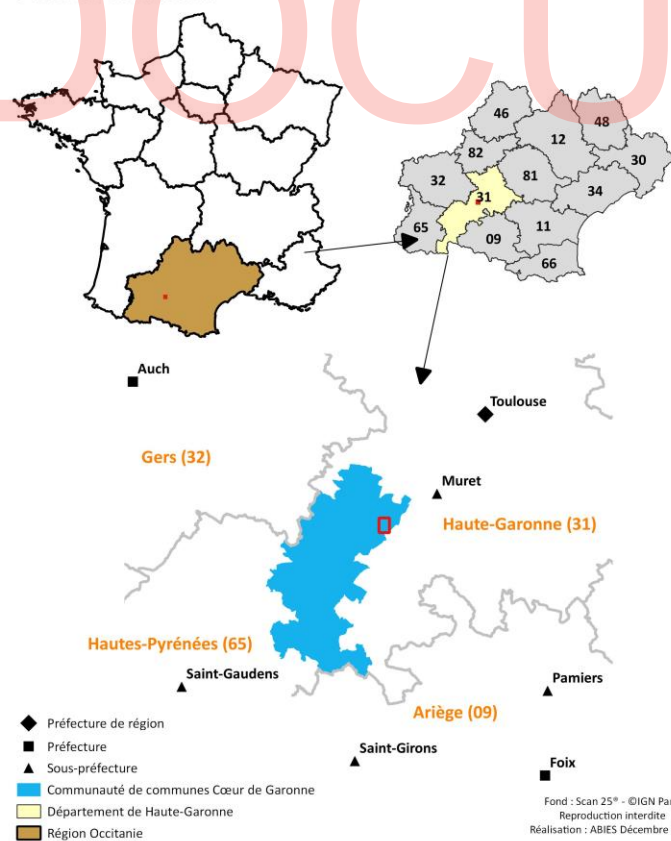 DOCU
46
48
12
82
30
32
81
34
31
65
09
11
66
Auch
Toulouse
Gers (32)
Muret
Haute-Garonne (31)
Hautes-Pyrénées (65)
Saint-Gaudens
Pamiers
Ariège (09)
Préfecture de région
Préfecture
Saint-Girons
Sous-préfecture
Foix
Communauté de communes Cœur de Garonne
Département de Haute-Garonne
Région Occitanie
Fond : Scan 25® - ©IGN
Reproduction interdite
Réalisation : ABIES Décembre